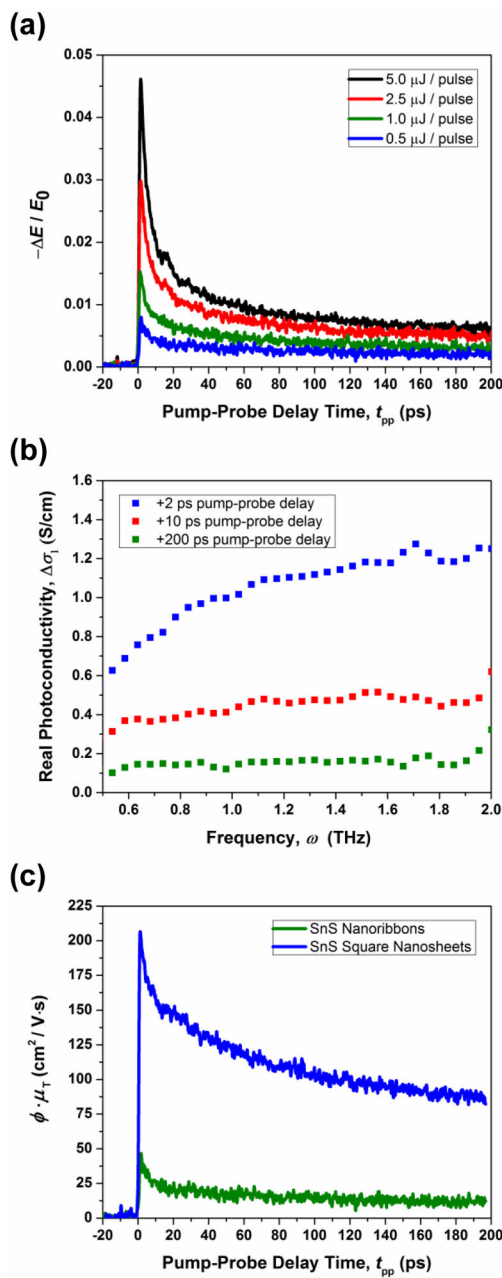 (a)
0.05
0.04
0.03
0.02
0.01
0.00
−ΔE / E0
5.0 μJ / pulse
2.5 μJ / pulse
1.0 μJ / pulse
0.5 μJ / pulse
-20 0 20 40 60 80 100 120 140 160 180 200
Pump-Probe Delay Time, tpp (ps)
(b)
1.6
1.4
1.2
1.0
0.8
0.6
0.4
0.2
0.0
Real Photoconductivity, Δσ1 (S/cm)
+2 ps pump-probe delay
+10 ps pump-probe delay
+200 ps pump-probe delay
0.6 0.8 1.0 1.2 1.4 1.6 1.8 2.0
Frequency, ω (THz)
(c)
225
200
175
150
125
100
75
50
25
0
ϕ·μT (cm2 / V·s)
SnS Nanoribbons
SnS Square Nanosheets
-20 0 20 40 60 80 100 120 140 160 180 200
Pump-Probe Delay Time, tpp (ps)